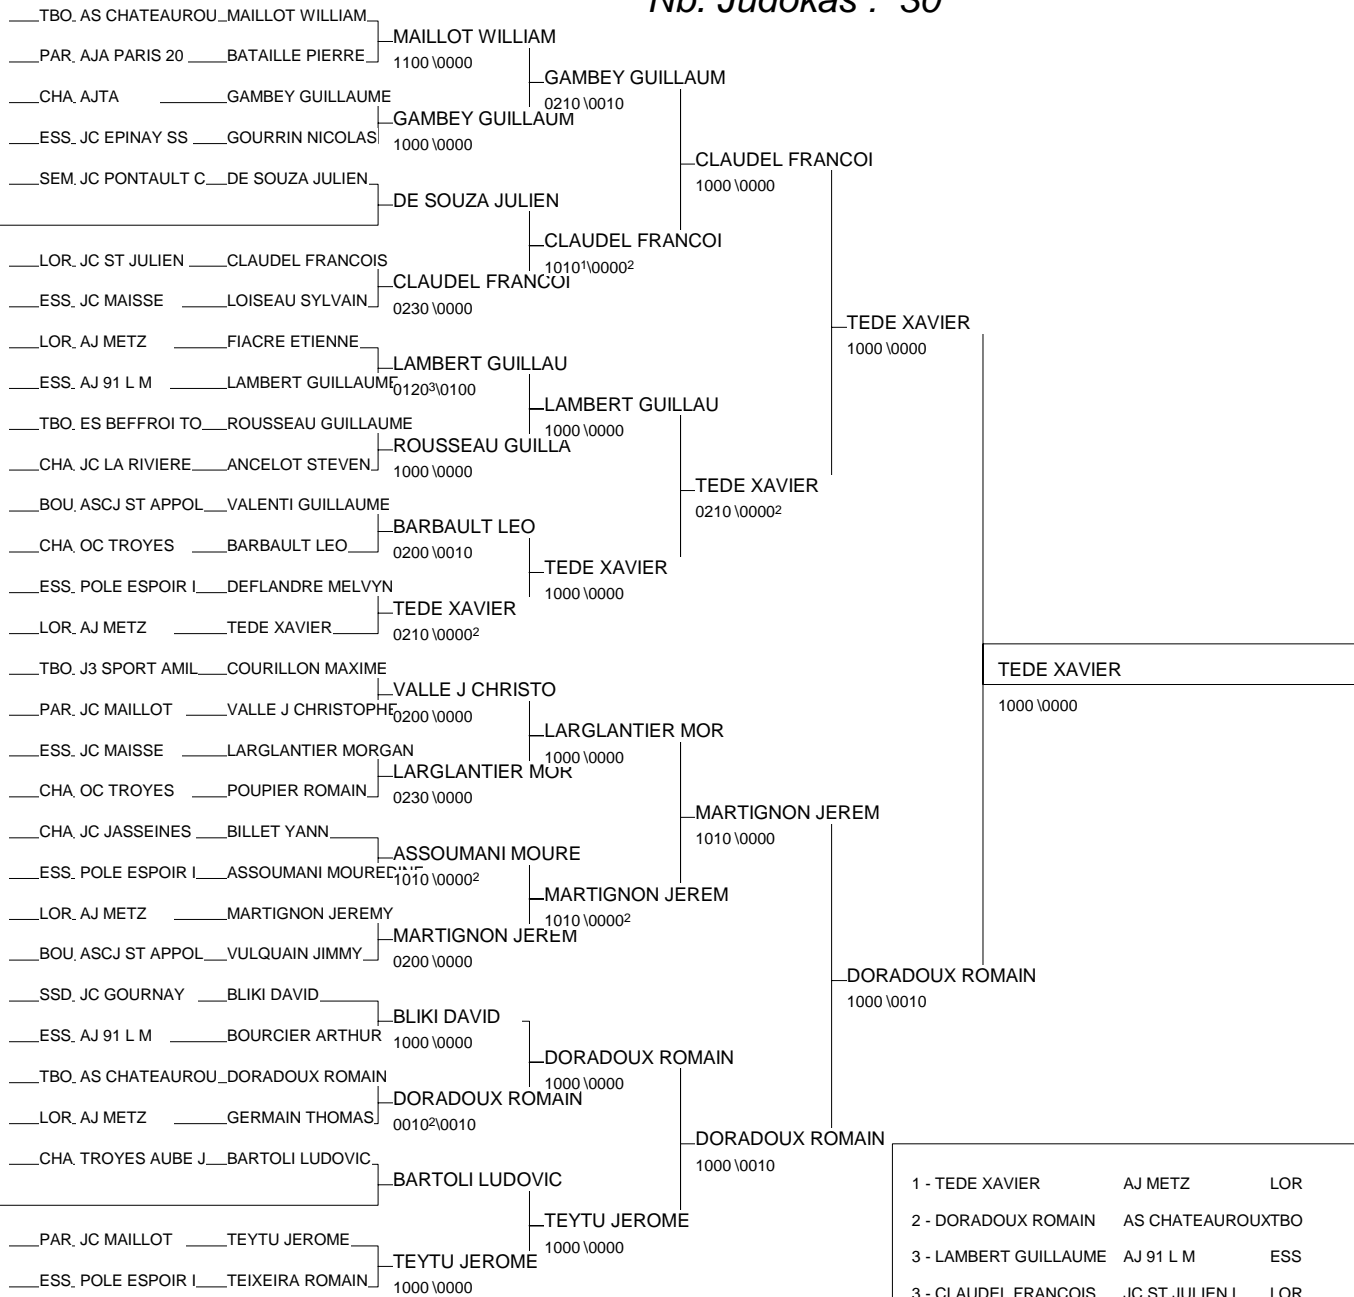 Nb. Judokas : 30
TBO AS CHATEAUROU MAILLOT WILLIAM
PAR AJA PARIS 20 BATAILLE PIERRE
CHA AJTA GAMBEY GUILLAUME
ESS JC EPINAY SS GOURRIN NICOLAS
SEM JC PONTAULT C DE SOUZA JULIEN
LOR JC ST JULIEN CLAUDEL FRANCOIS
ESS JC MAISSE LOISEAU SYLVAIN
LOR AJ METZ FIACRE ETIENNE
ESS AJ 91 L M LAMBERT GUILLAUME
TBO ES BEFFROI TO ROUSSEAU GUILLAUME
CHA JC LA RIVIERE ANCELOT STEVEN
BOU ASCJ ST APPOL VALENTI GUILLAUME
CHA OC TROYES BARBAULT LEO
ESS POLE ESPOIR I DEFLANDRE MELVYN
LOR AJ METZ TEDE XAVIER
TBO J3 SPORT AMIL COURILLON MAXIME
PAR JC MAILLOT VALLE J CHRISTOPHE
ESS JC MAISSE LARGLANTIER MORGAN
CHA OC TROYES POUPIER ROMAIN
CHA JC JASSEINES BILLET YANN
ESS POLE ESPOIR I ASSOUMANI MOUREDINE
LOR AJ METZ MARTIGNON JEREMY
BOU ASCJ ST APPOL VULQUAIN JIMMY
SSD JC GOURNAY BLIKI DAVID
ESS AJ 91 L M BOURCIER ARTHUR
TBO AS CHATEAUROU DORADOUX ROMAIN
LOR AJ METZ GERMAIN THOMAS
CHA TROYES AUBE J BARTOLI LUDOVIC
PAR JC MAILLOT TEYTU JEROME
ESS POLE ESPOIR I TEIXEIRA ROMAIN
MAILLOT WILLIAM
1100 \0000
GAMBEY GUILLAUM
1000 \0000
DE SOUZA JULIEN
CLAUDEL FRANCOI
0230 \0000
LAMBERT GUILLAU
0120³\0100
ROUSSEAU GUILLA
1000 \0000
BARBAULT LEO
0200 \0010
TEDE XAVIER
0210 \0000²
VALLE J CHRISTO
0200 \0000
LARGLANTIER MOR
0230 \0000
ASSOUMANI MOURE
1010 \0000²
MARTIGNON JEREM
0200 \0000
BLIKI DAVID
1000 \0000
DORADOUX ROMAIN
0010²\0010
BARTOLI LUDOVIC
TEYTU JEROME
1000 \0000
GAMBEY GUILLAUM
0210 \0010
CLAUDEL FRANCOI
1010¹\0000²
LAMBERT GUILLAU
1000 \0000
TEDE XAVIER
1000 \0000
LARGLANTIER MOR
1000 \0000
MARTIGNON JEREM
1010 \0000²
DORADOUX ROMAIN
1000 \0000
TEYTU JEROME
1000 \0000
CLAUDEL FRANCOI
1000 \0000
TEDE XAVIER
0210 \0000²
MARTIGNON JEREM
1010 \0000
DORADOUX ROMAIN
1000 \0010
TEDE XAVIER
1000 \0000
DORADOUX ROMAIN
1000 \0010
TEDE XAVIER
1000 \0000
1 - TEDE XAVIER AJ METZ LOR
2 - DORADOUX ROMAIN AS CHATEAUROUXTBO
3 - LAMBERT GUILLAUME AJ 91 L M ESS
3 - CLAUDEL FRANCOIS JC ST JULIEN L LOR